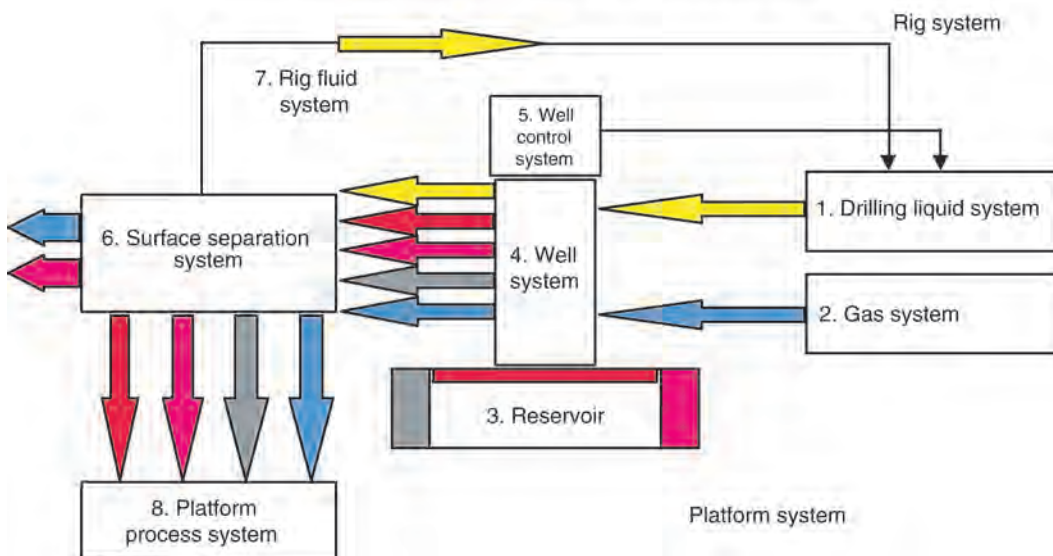 Rig system
7. Rig fluid
system
5. Well
control
system
1. Drilling liquid system
6. Surface separation
system
4. Well
system
2. Gas system
3. Reservoir
8. Platform
process system
Platform system